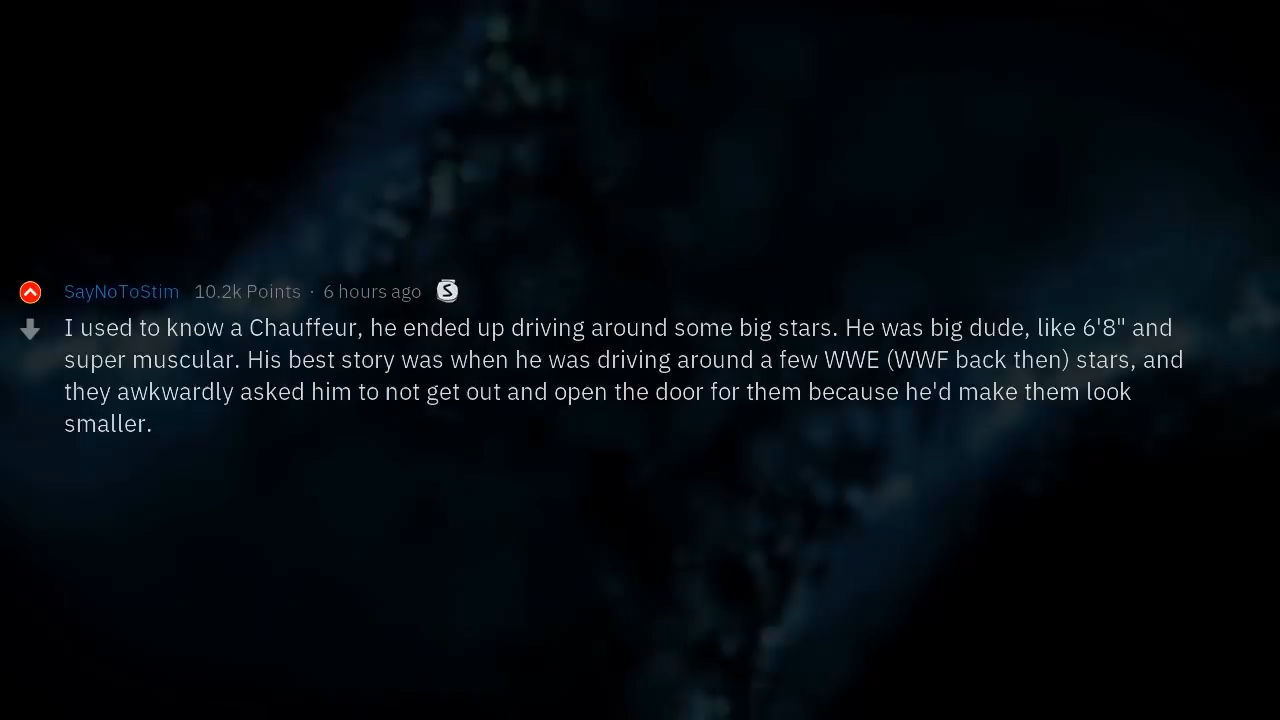 SayNoToStim 10.2k Points · 6 hours ago
I used to know a Chauffeur, he ended up driving around some big stars. He was big dude, like 6'8" and
super muscular. His best story was when he was driving around a few WWE (WWF back then) stars, and
they awkwardly asked him to not get out and open the door for them because he'd make them look
smaller.